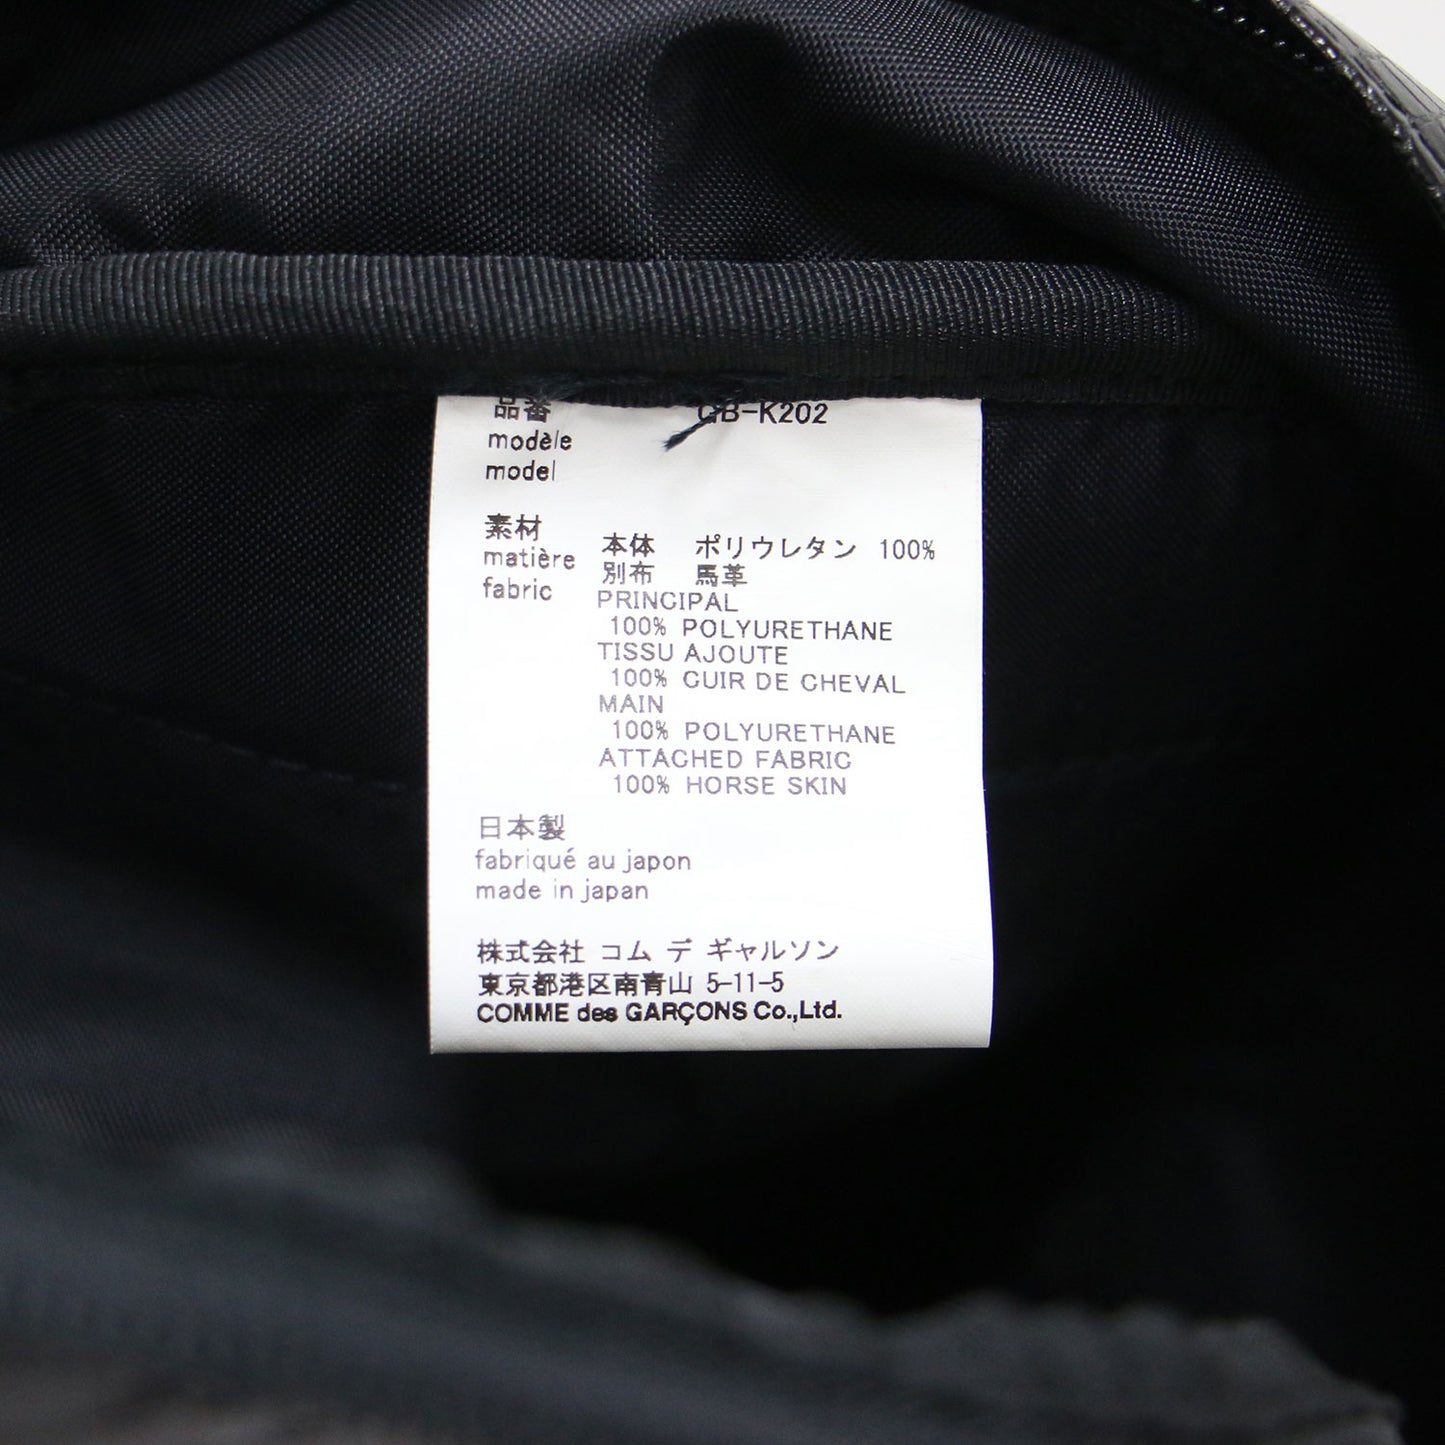 品番 GB-K202
modèle
model
素材
matière 本体 ポリウレタン 100%
fabric 別布 馬革
PRINCIPAL
100% POLYURETHANE
TISSU AJOUTE
100% CUIR DE CHEVAL
MAIN
100% POLYURETHANE
ATTACHED FABRIC
100% HORSE SKIN
日本製
fabriqué au japon
made in japan
株式会社 コム デ ギャルソン
東京都港区南青山 5-11-5
COMME des GARÇONS Co.,Ltd.